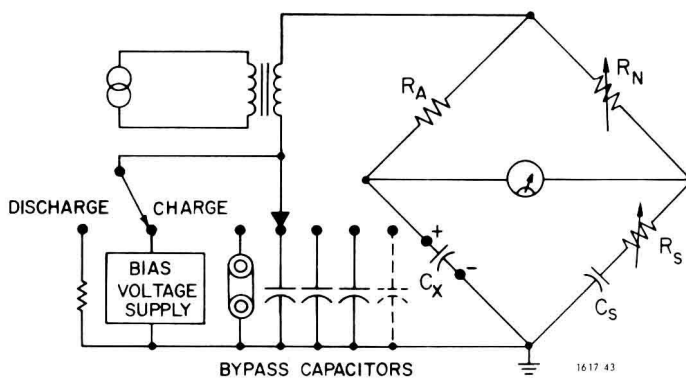 R_A
R_N
DISCHARGE
CHARGE
BIAS
VOLTAGE
SUPPLY
+
-
C_X
C_S
R_S
BYPASS CAPACITORS
1617 43